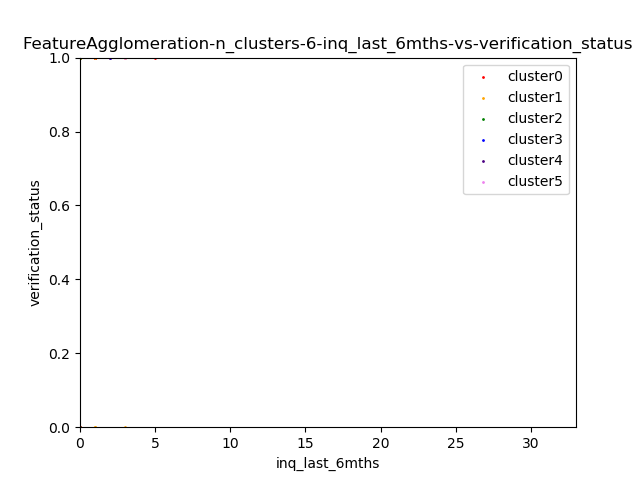 FeatureAgglomeration-n_clusters-6-inq_last_6mths-vs-verification_status
1.0
0.8
0.6
0.4
0.2
0.0
verification_status
cluster0
cluster1
cluster2
cluster3
cluster4
cluster5
0 5 10 15 20 25 30
inq_last_6mths